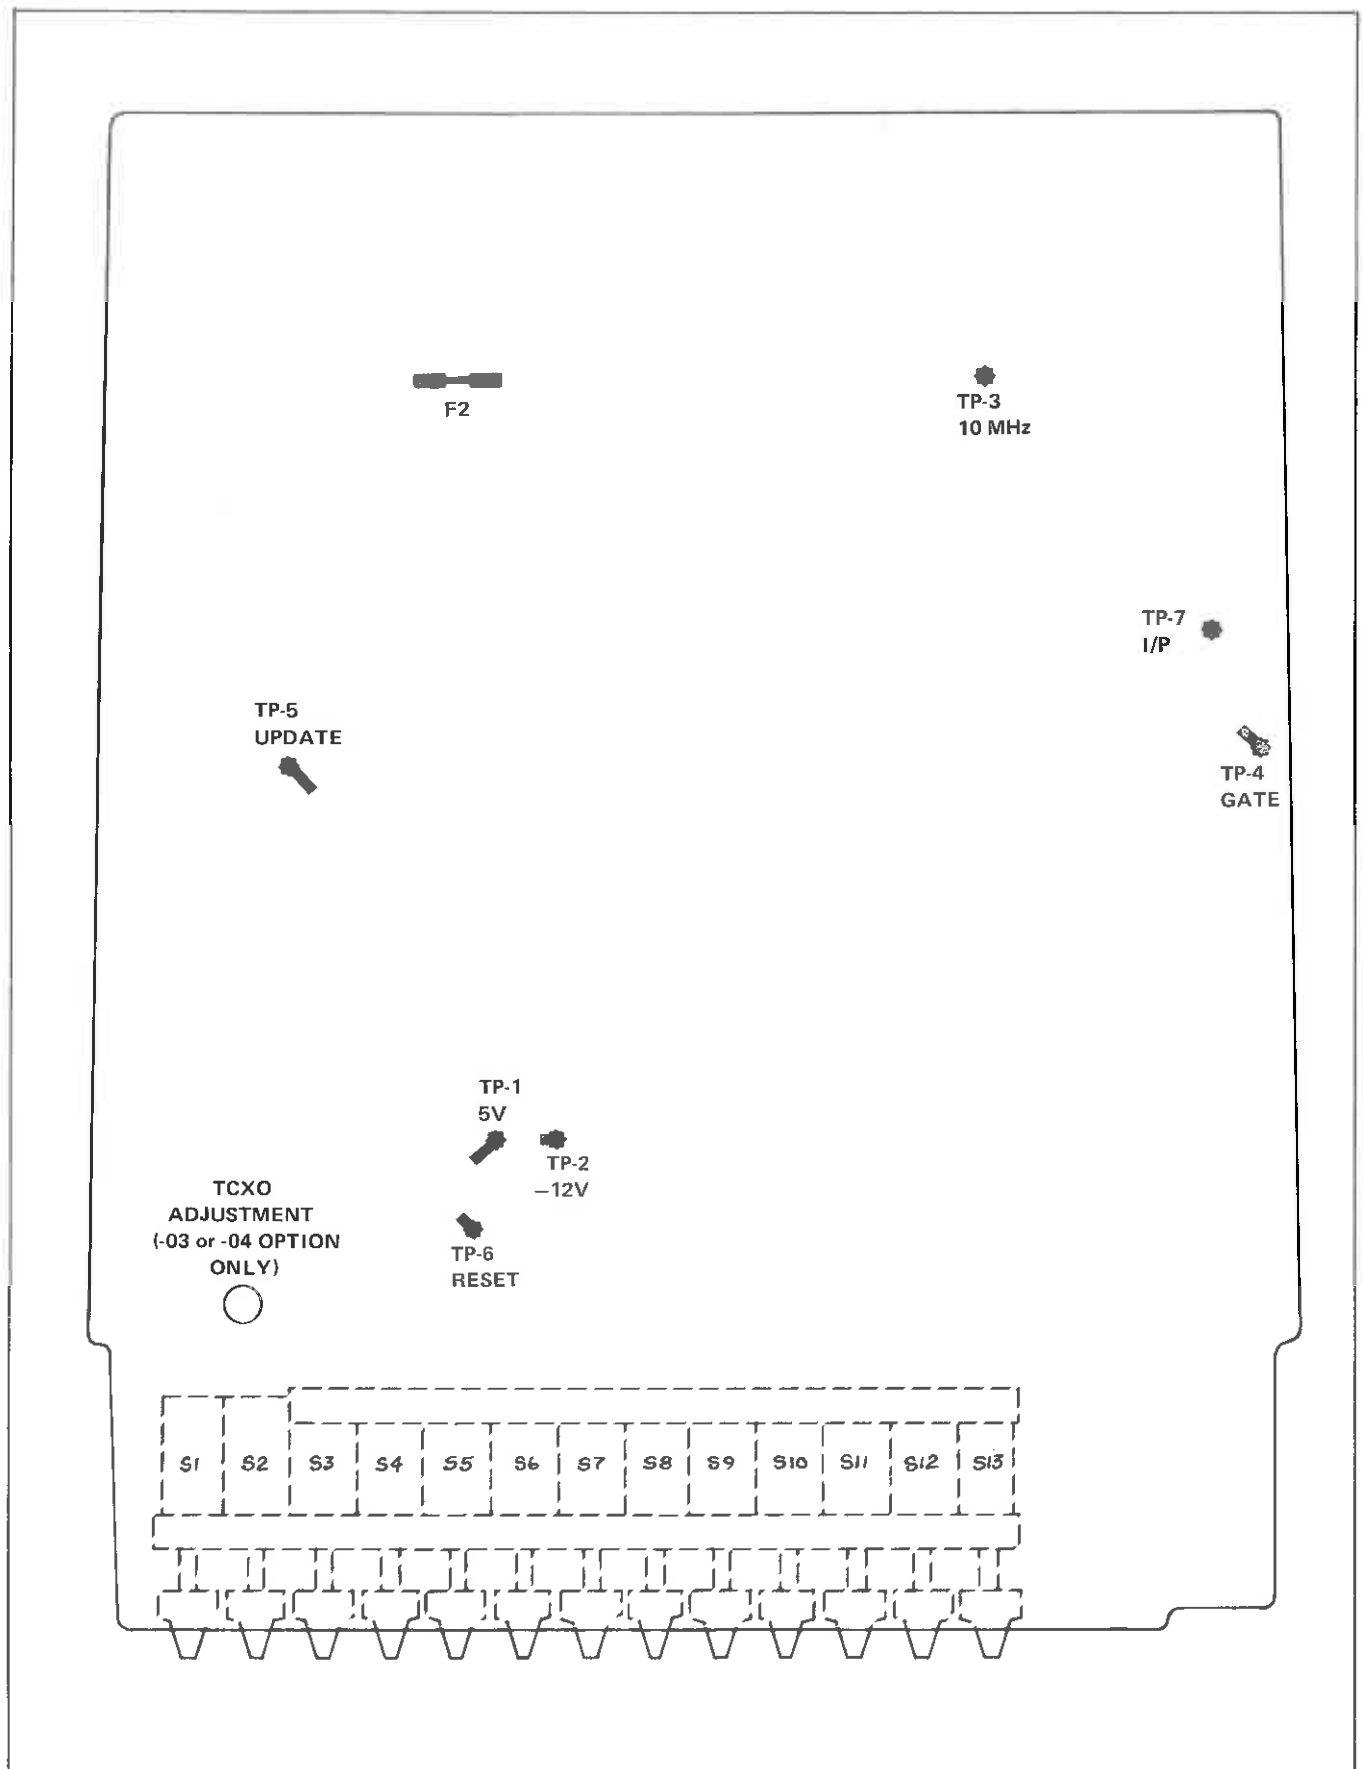 F2
TP-3
10 MHz
TP-7
I/P
TP-5
UPDATE
TP-4
GATE
TP-1
5V
TP-2
—12V
TCXO
ADJUSTMENT
(-03 or -04 OPTION
ONLY)
TP-6
RESET
S1 S2 S3 S4 S5 S6 S7 S8 S9 S10 S11 S12 S13